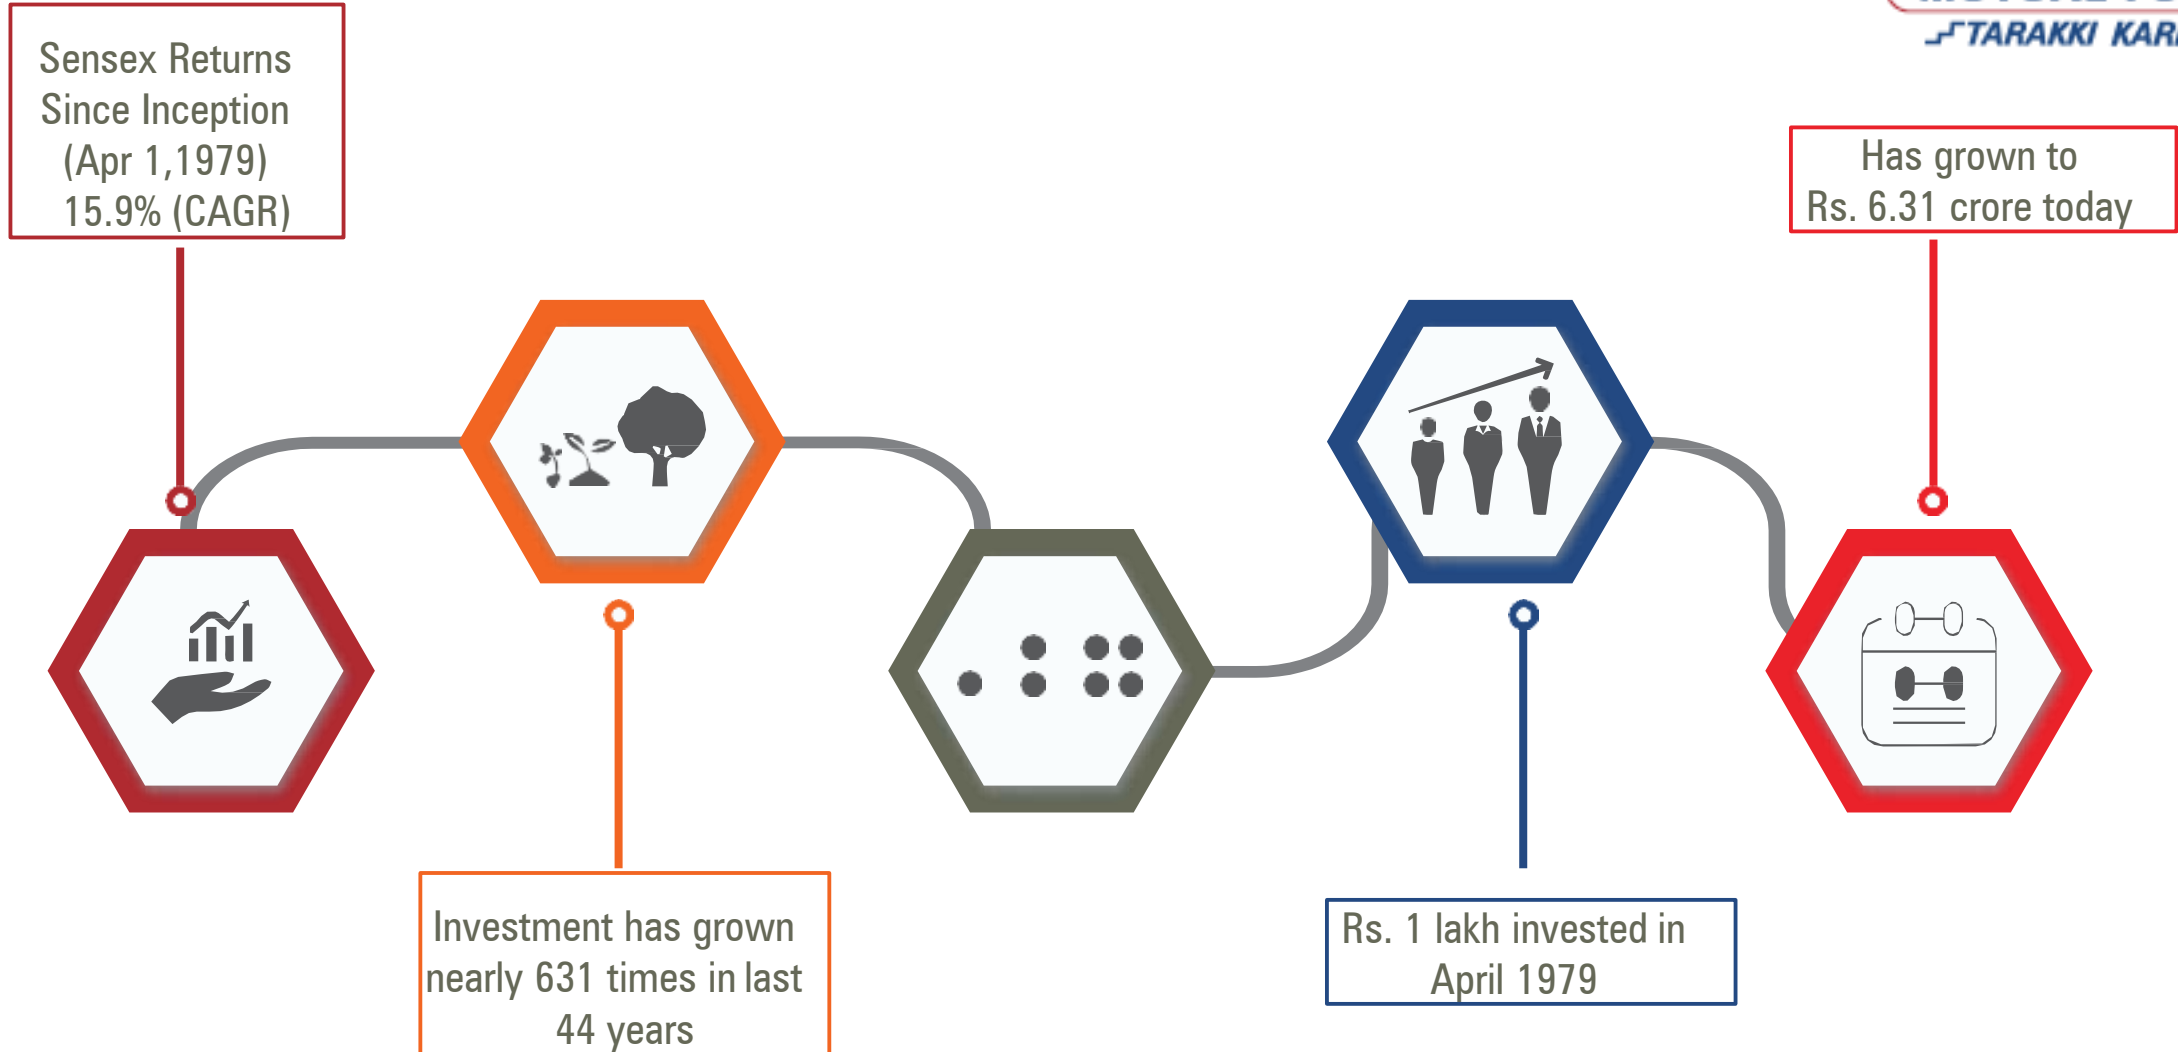 TARAKKI
Sensex Returns
Since Inception
(Apr 1,1979)
15.9% (CAGR)
Has grown to
Rs. 6.31 crore today
Investment has grown
nearly 631 times in last
44 years
Rs. 1 lakh invested in
April 1979